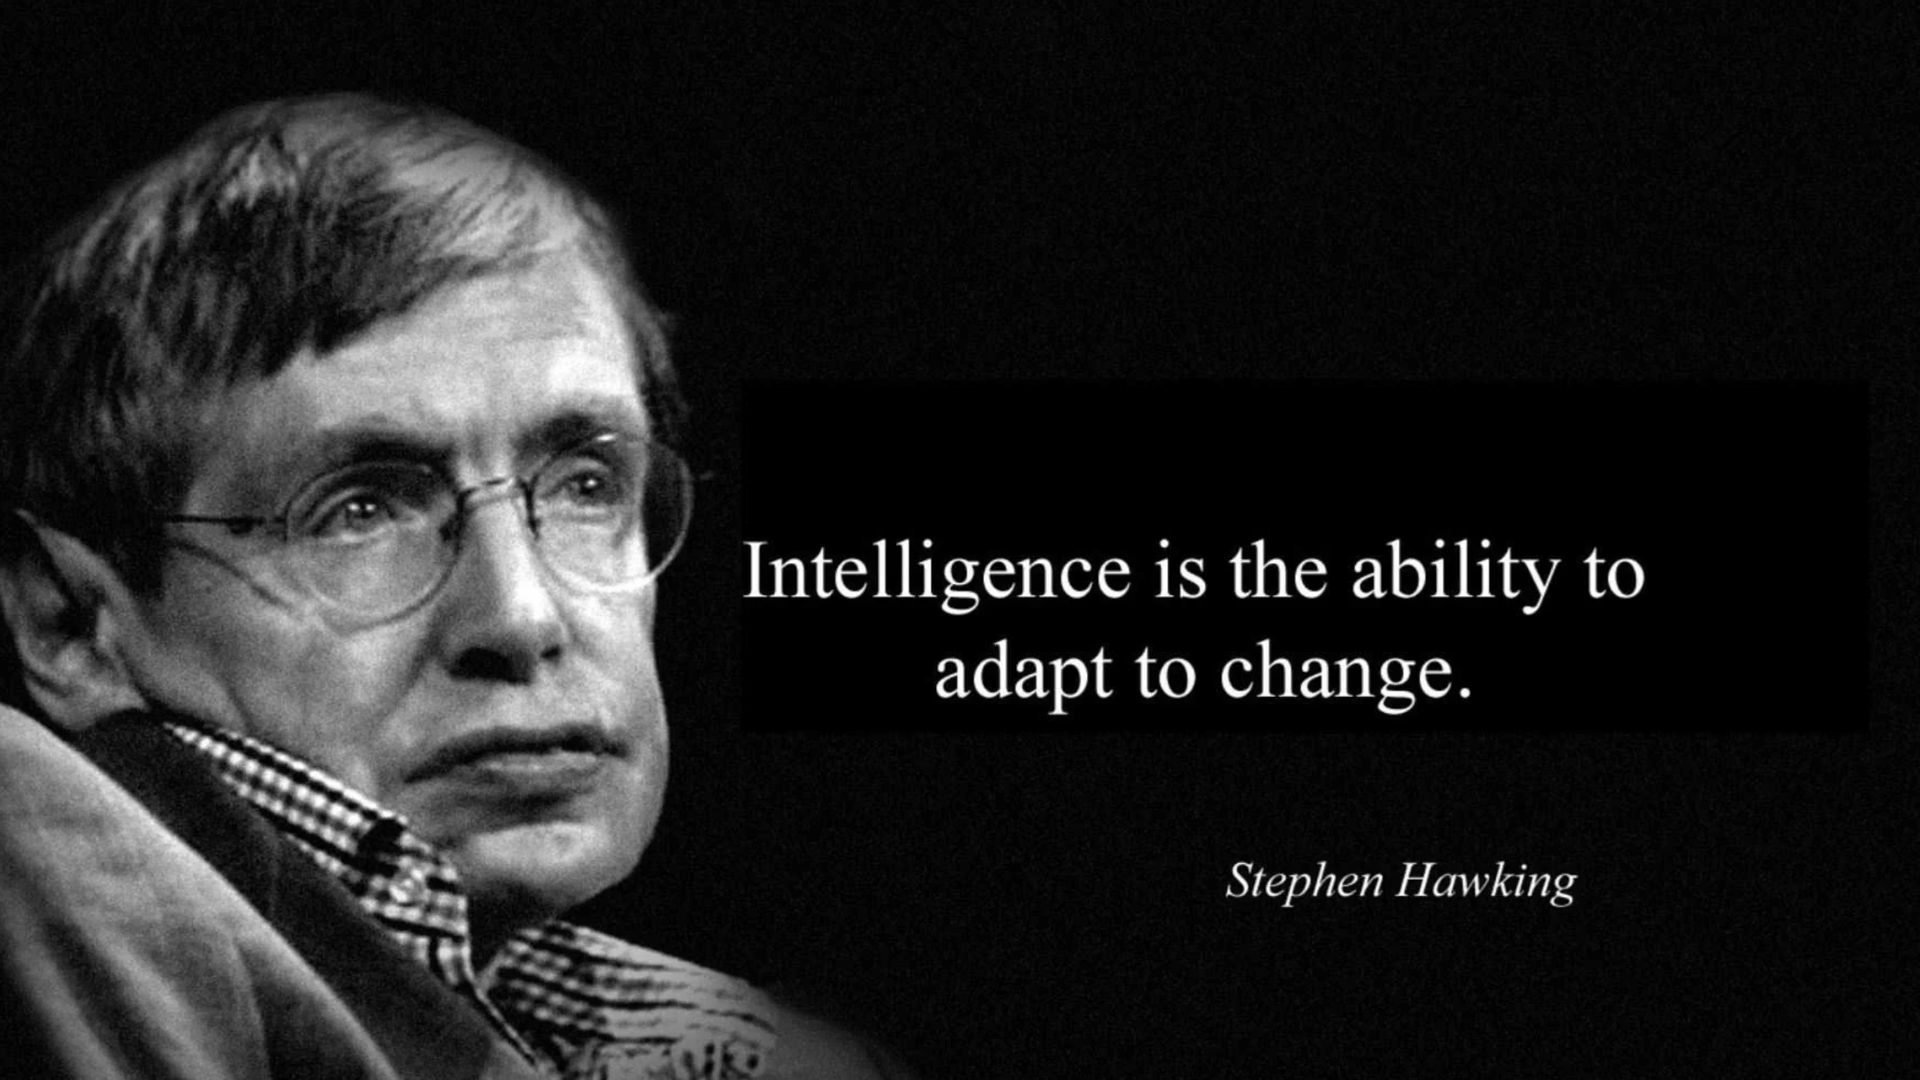 Intelligence is the ability to
adapt to change.
Stephen Hawking